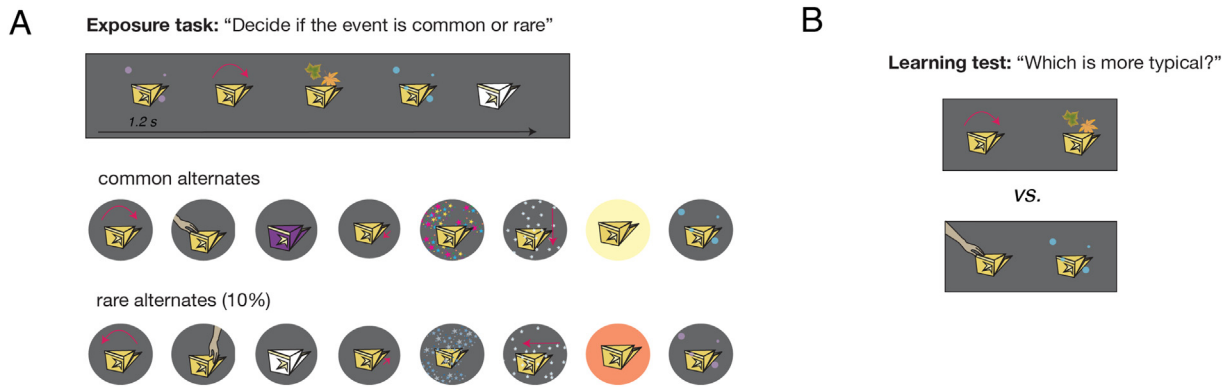 A
Exposure task: “Decide if the event is common or rare”
1.2 s
common alternates
rare alternates (10%)
B
Learning test: “Which is more typical?”
vs.